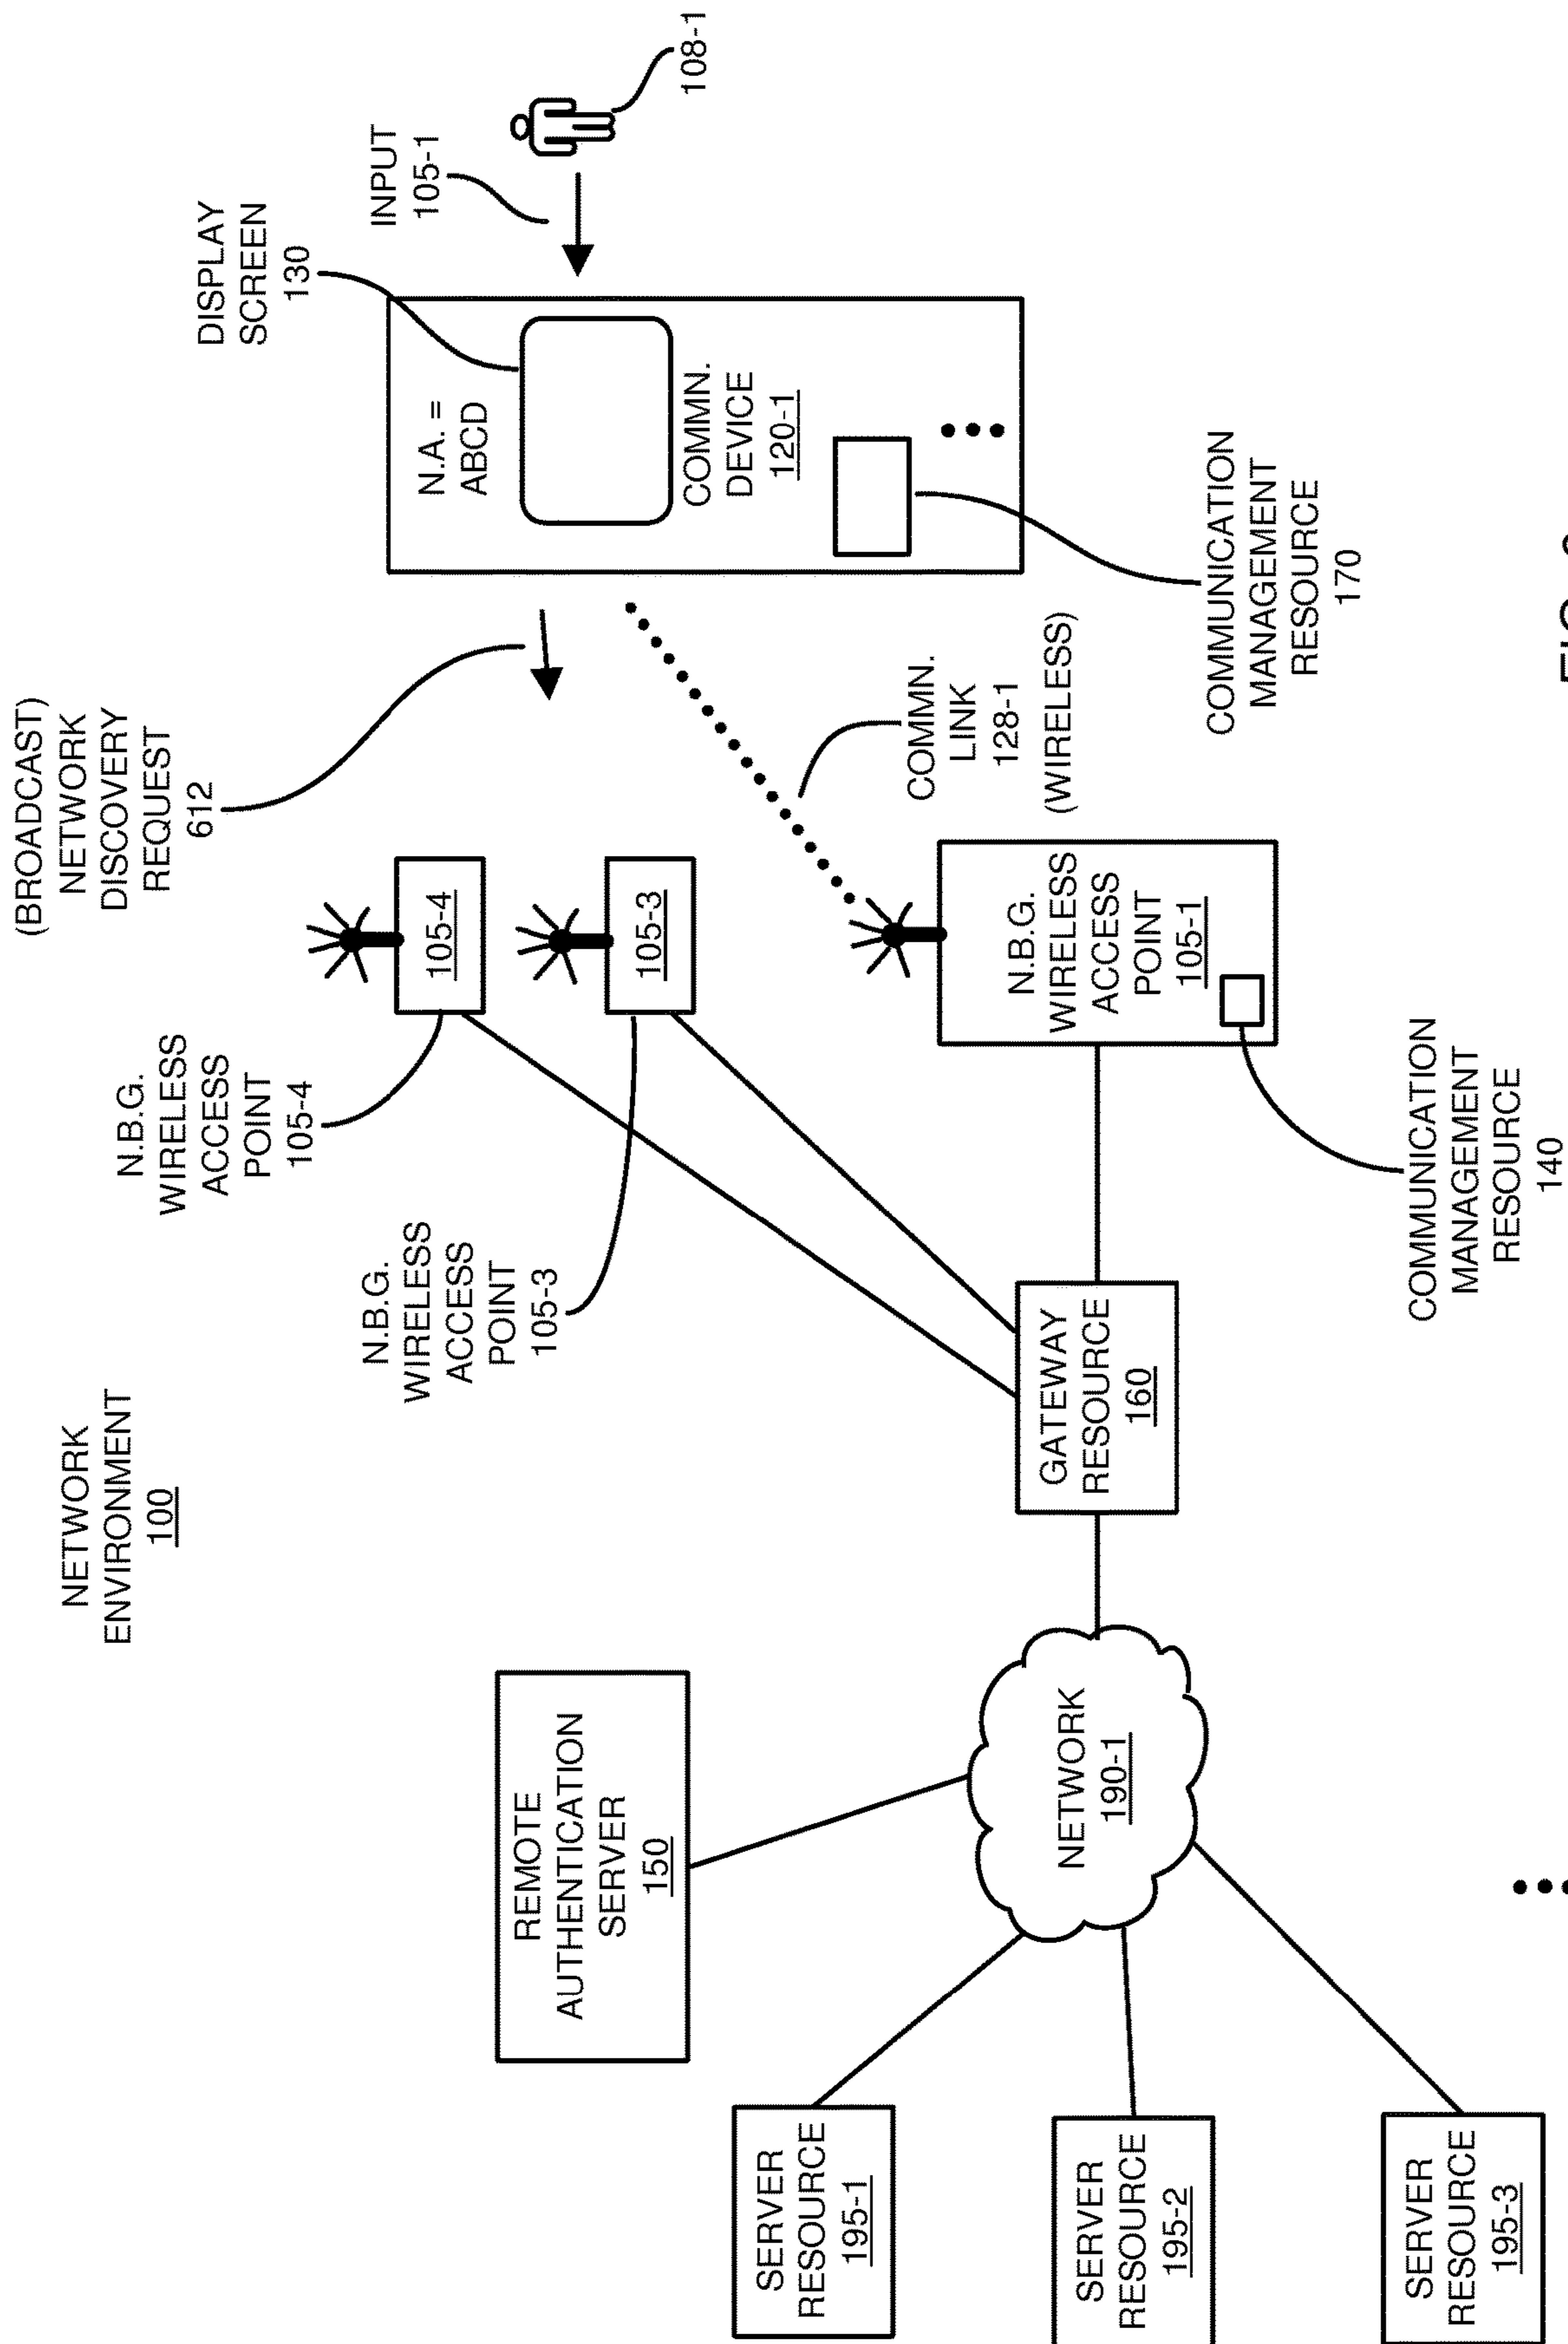 NETWORK
ENVIRONMENT
100
(BROADCAST)
NETWORK
DISCOVERY
REQUEST
612
N.B.G.
WIRELESS
ACCESS
POINT
105-4
105-4
N.B.G.
WIRELESS
ACCESS
POINT
105-3
105-3
DISPLAY
SCREEN
130
INPUT
105-1
108-1
N.A. =
ABCD
COMMN.
DEVICE
120-1
REMOTE
AUTHENTICATION
SERVER
150
SERVER
RESOURCE
195-1
SERVER
RESOURCE
195-2
SERVER
RESOURCE
195-3
NETWORK
190-1
GATEWAY
RESOURCE
160
N.B.G.
WIRELESS
ACCESS
POINT
105-1
COMMN.
LINK
128-1
(WIRELESS)
COMMUNICATION
MANAGEMENT
RESOURCE
170
COMMUNICATION
MANAGEMENT
RESOURCE
140
FIG.